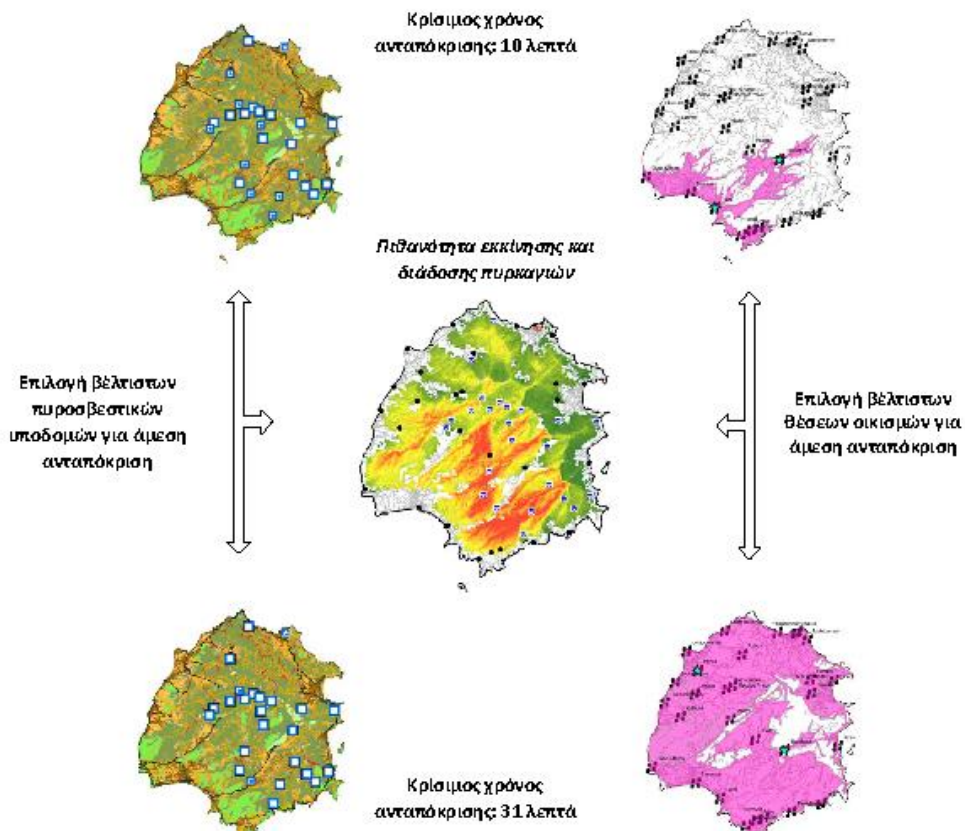 Κρίσιμος χρόνος
ανταπόκρισης: 10 λεπτά
Πιθανότητα εκκίνησης και
διάδοσης πυρκαγιών
Επιλογή βέλτιστων
πυροσβεστικών
υποδομών για άμεση
ανταπόκριση
Επιλογή βέλτιστων
θέσεων οικισμών για
άμεση ανταπόκριση
Κρίσιμος χρόνος
ανταπόκρισης: 31 λεπτά